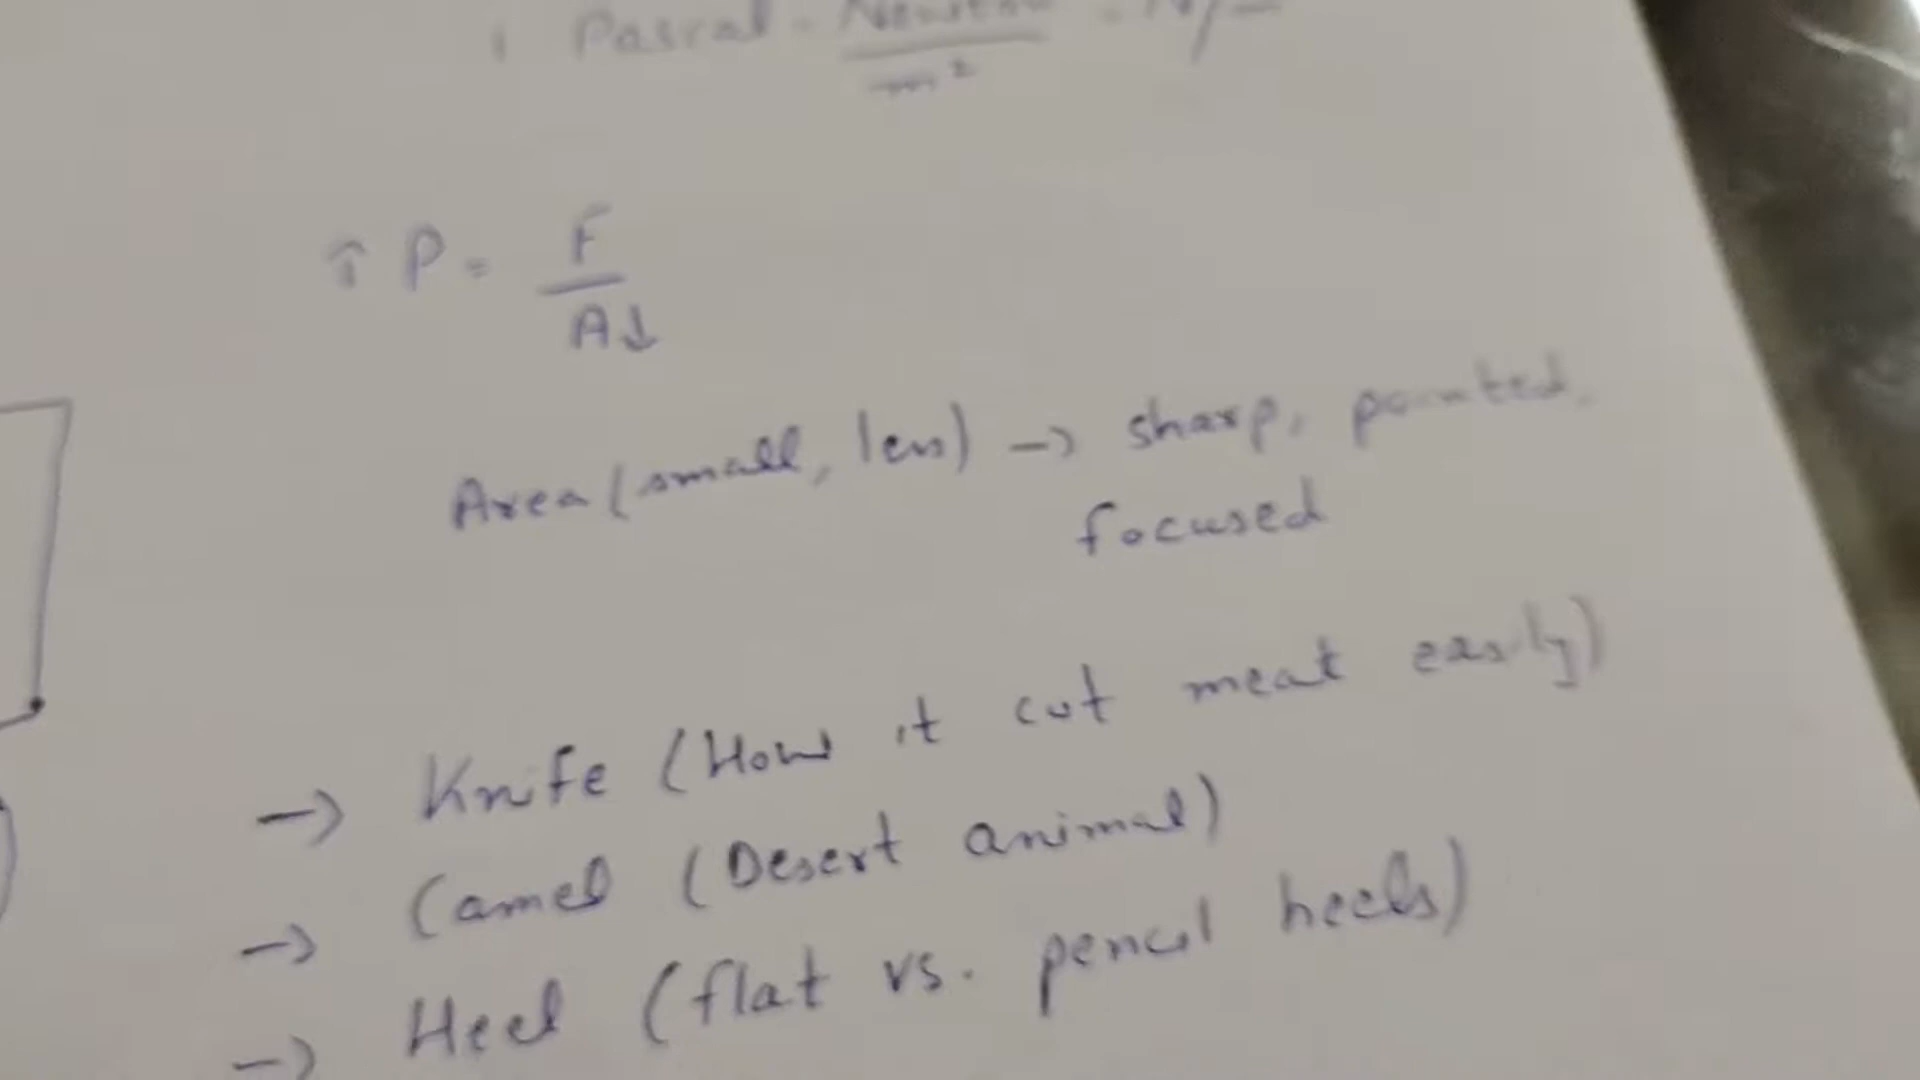 1 Pascal = Newton / m² = N/
↑ P = F / A↓
Area (small, less) → sharp, pointed,
focused
→ Knife (How it cut meat easily)
→ Camel (Desert animal)
→ Heel (flat vs. pencil heels)